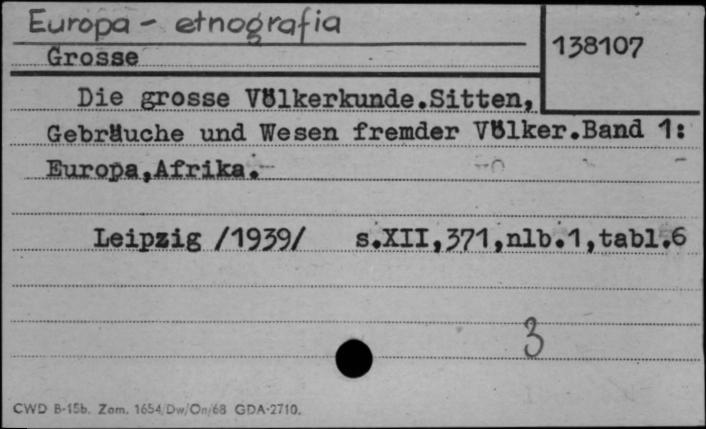 Europa - etnografia
138107
Grosse
Die grosse Völkerkunde.Sitten,
Gebräuche und Wesen fremder Völker.Band 1:
Europa,Afrika.
Leipzig /1939/ s.XII,371,nlb.1,tabl.6
3
CWD B-15b. Zam. 1654/Dw/On/68 GDA-2710.